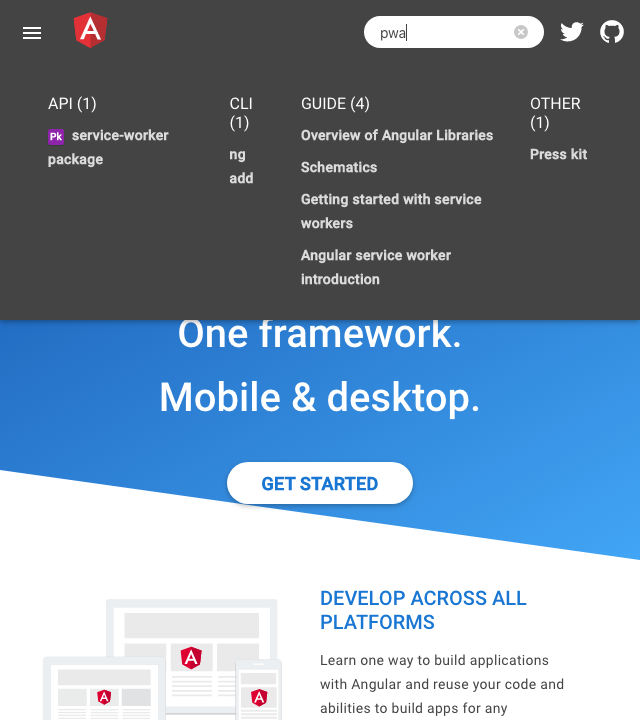 pwa
API (1)
Pk service-worker
package
CLI
(1)
ng
add
GUIDE (4)
Overview of Angular Libraries
Schematics
Getting started with service
workers
Angular service worker
introduction
OTHER
(1)
Press kit
One framework.
Mobile & desktop.
GET STARTED
DEVELOP ACROSS ALL
PLATFORMS
Learn one way to build applications
with Angular and reuse your code and
abilities to build apps for any